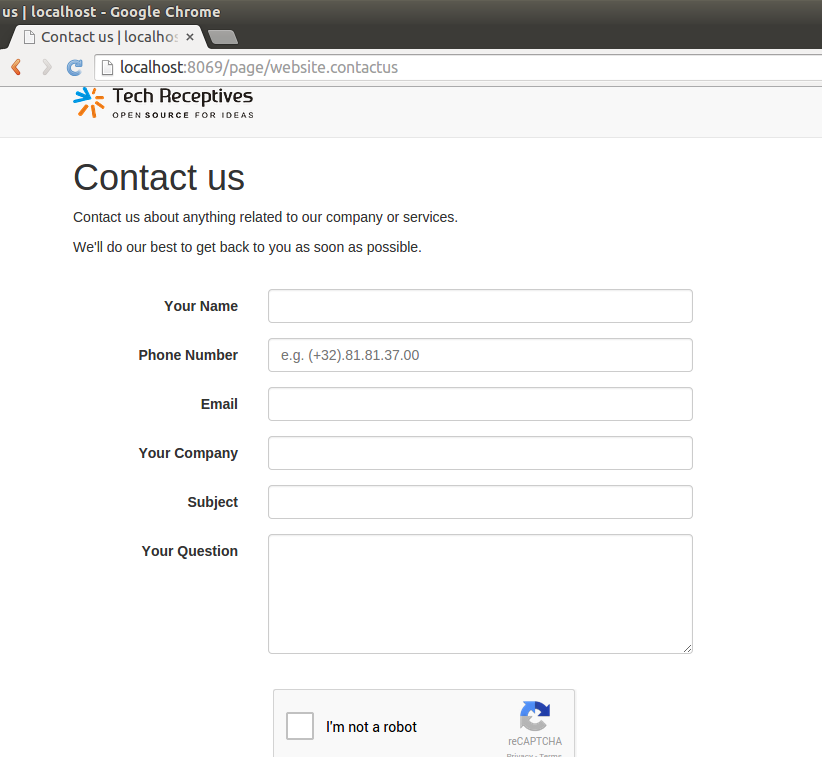 us | localhost - Google Chrome
Contact us | localhos
localhost:8069/page/website.contactus
Tech Receptives
OPEN SOURCE FOR IDEAS
Contact us
Contact us about anything related to our company or services.
We'll do our best to get back to you as soon as possible.
Your Name
Phone Number e.g. (+32).81.81.37.00
Email
Your Company
Subject
Your Question
I'm not a robot
reCAPTCHA
Privacy - Terms